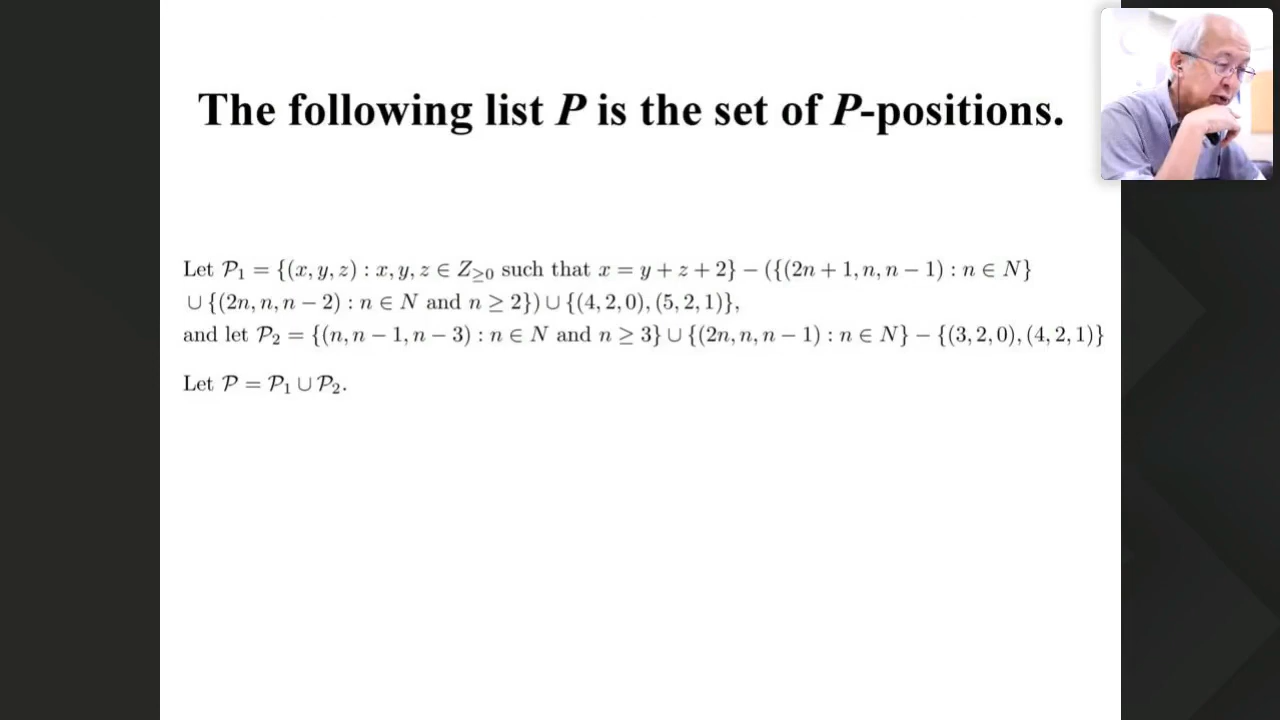 The following list P is the set of P-positions.
Let 𝒫₁ = {(x, y, z) : x, y, z ∈ Z≥0 such that x = y + z + 2} − ({(2n + 1, n, n − 1) : n ∈ N}
∪ {(2n, n, n − 2) : n ∈ N and n ≥ 2}) ∪ {(4, 2, 0), (5, 2, 1)},
and let 𝒫₂ = {(n, n − 1, n − 3) : n ∈ N and n ≥ 3} ∪ {(2n, n, n − 1) : n ∈ N} − {(3, 2, 0), (4, 2, 1)}
Let 𝒫 = 𝒫₁ ∪ 𝒫₂.